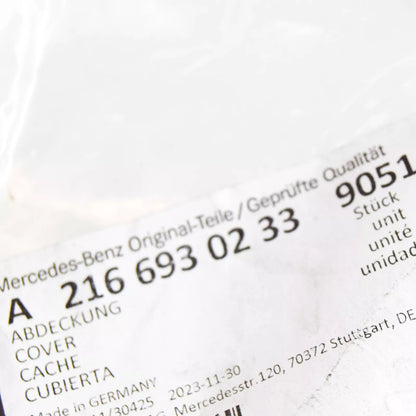 Mercedes-Benz Original-Teile / Geprüfte Qualität
A 216 693 02 33 9051
Stück
unit
unité
unidad
ABDECKUNG
COVER
CACHE
CUBIERTA
Made in GERMANY 2023-11-30
Mercedesstr.120, 70372 Stuttgart, DE